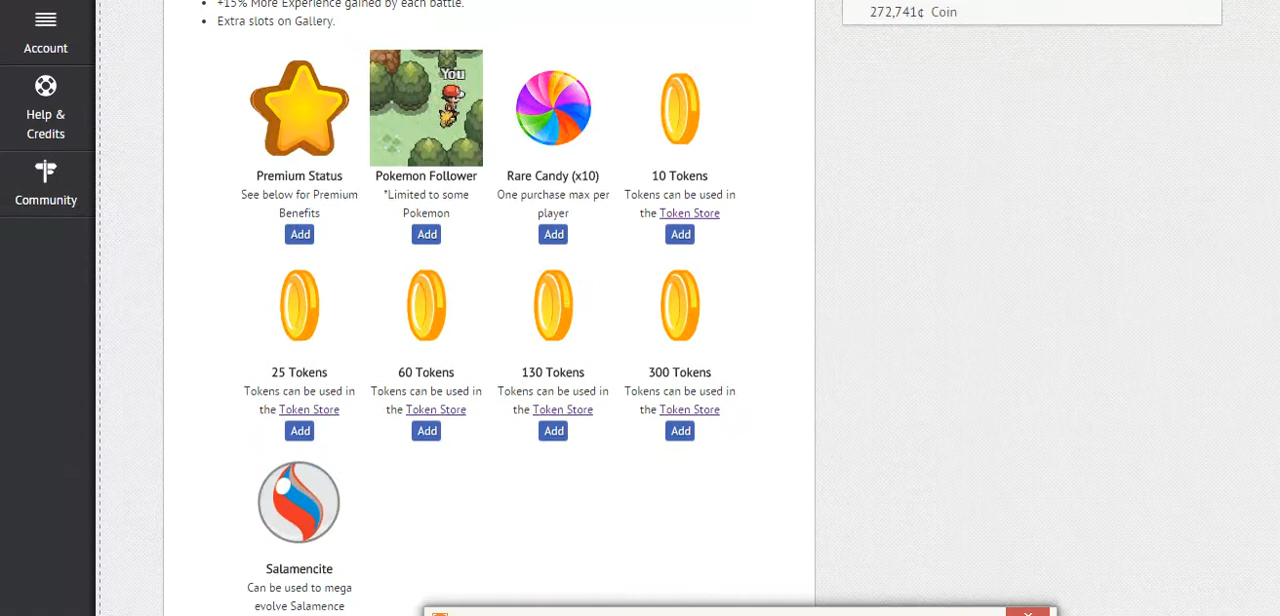 +15% More Experience gained by each battle.
Extra slots on Gallery.
272,741¢ Coin
Account
Help &
Credits
Community
You
Premium Status
See below for Premium
Benefits
Add
Pokemon Follower
*Limited to some
Pokemon
Add
Rare Candy (x10)
One purchase max per
player
Add
10 Tokens
Tokens can be used in
the Token Store
Add
25 Tokens
Tokens can be used in
the Token Store
Add
60 Tokens
Tokens can be used in
the Token Store
Add
130 Tokens
Tokens can be used in
the Token Store
Add
300 Tokens
Tokens can be used in
the Token Store
Add
Salamencite
Can be used to mega
evolve Salamence